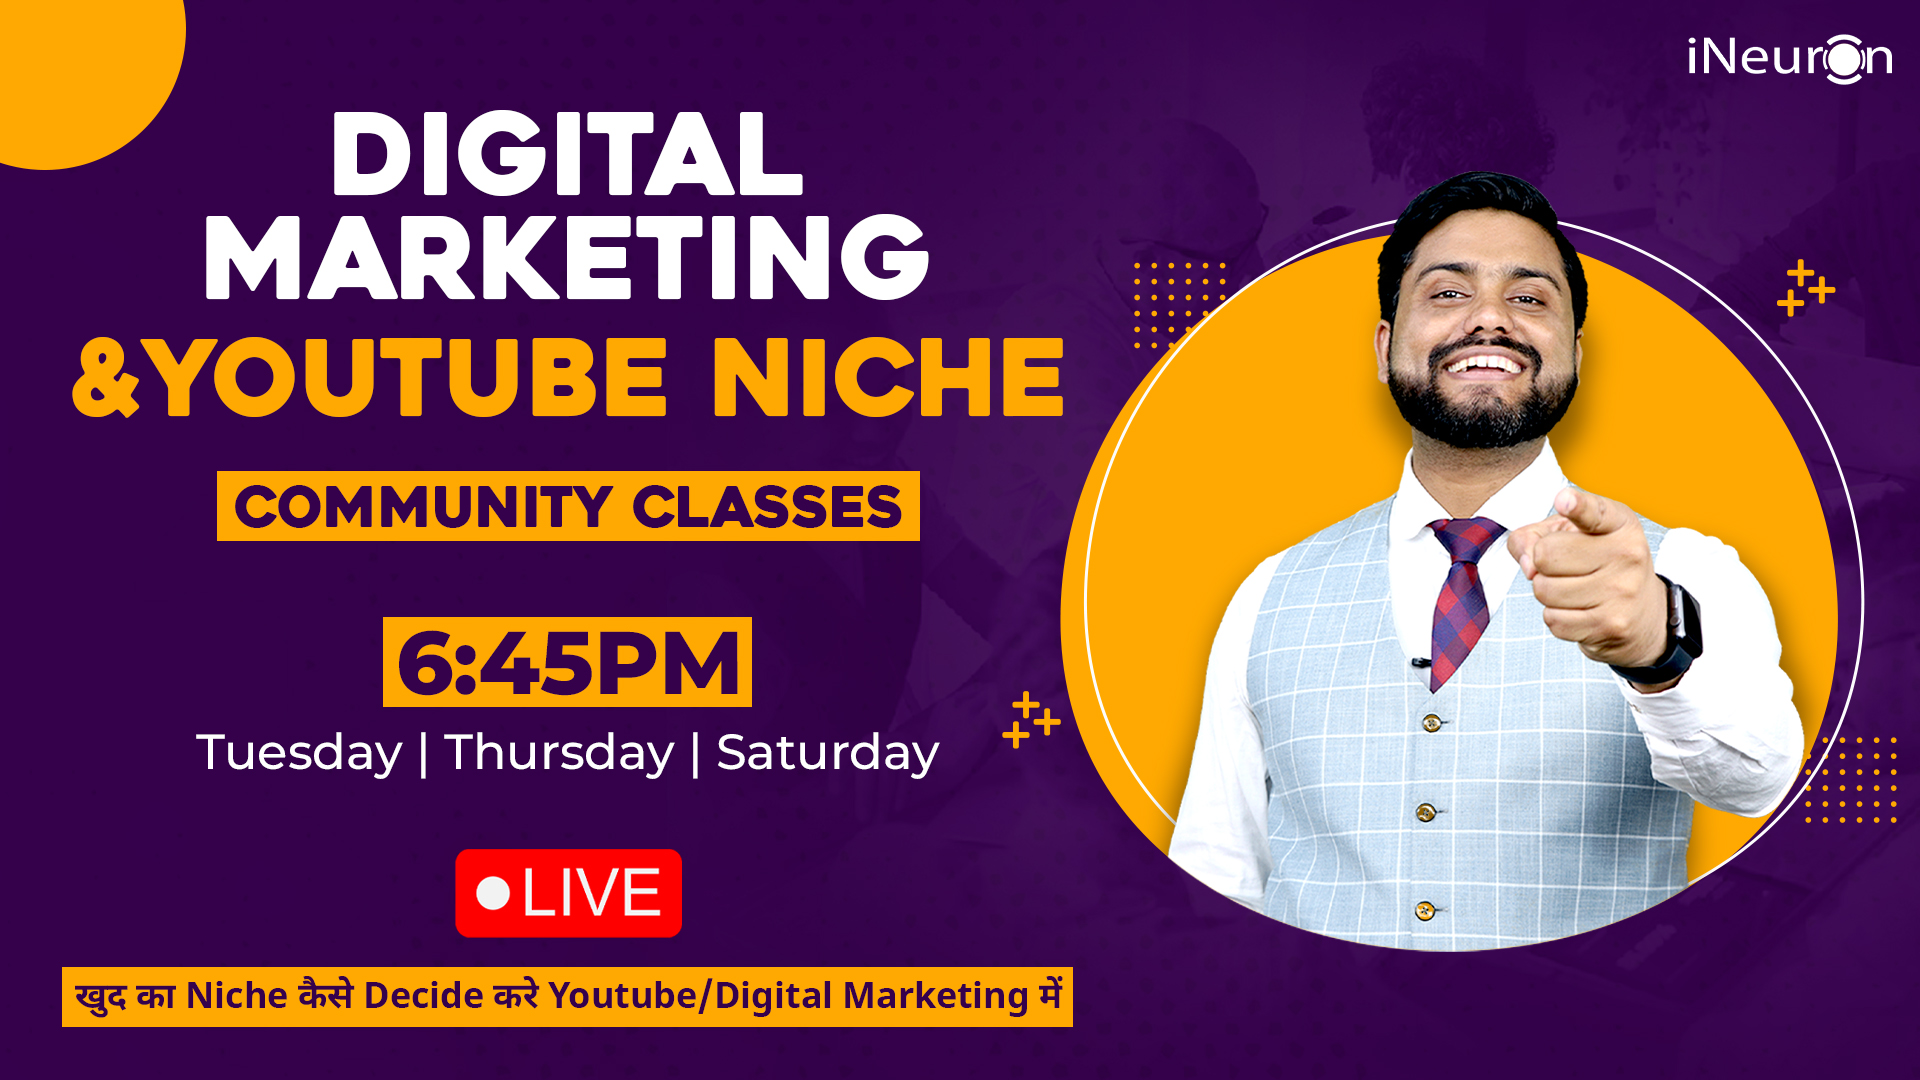 iNeuron
DIGITAL
MARKETING
&YOUTUBE NICHE
COMMUNITY CLASSES
6:45PM
Tuesday | Thursday | Saturday
LIVE
खुद का Niche कैसे Decide करे Youtube/Digital Marketing में